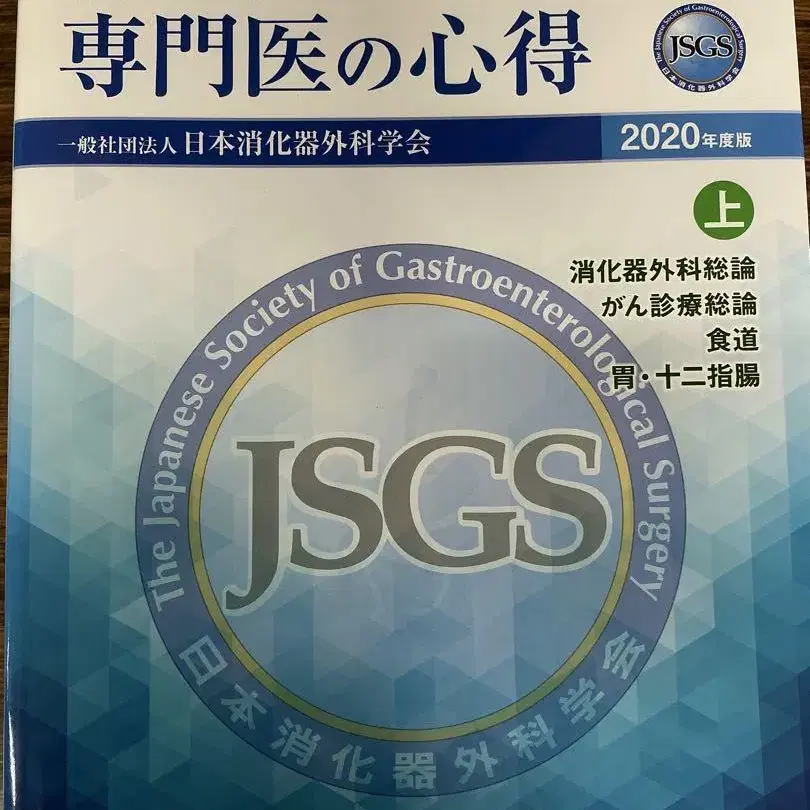 専門医の心得
The Japanese Society of Gastroenterological Surgery
JSGS
日本消化器外科学会
一般社団法人 日本消化器外科学会
2020年度版
上
消化器外科総論
がん診療総論
食道
胃・十二指腸
The Japanese Society of Gastroenterological Surgery
JSGS
日本消化器外科学会